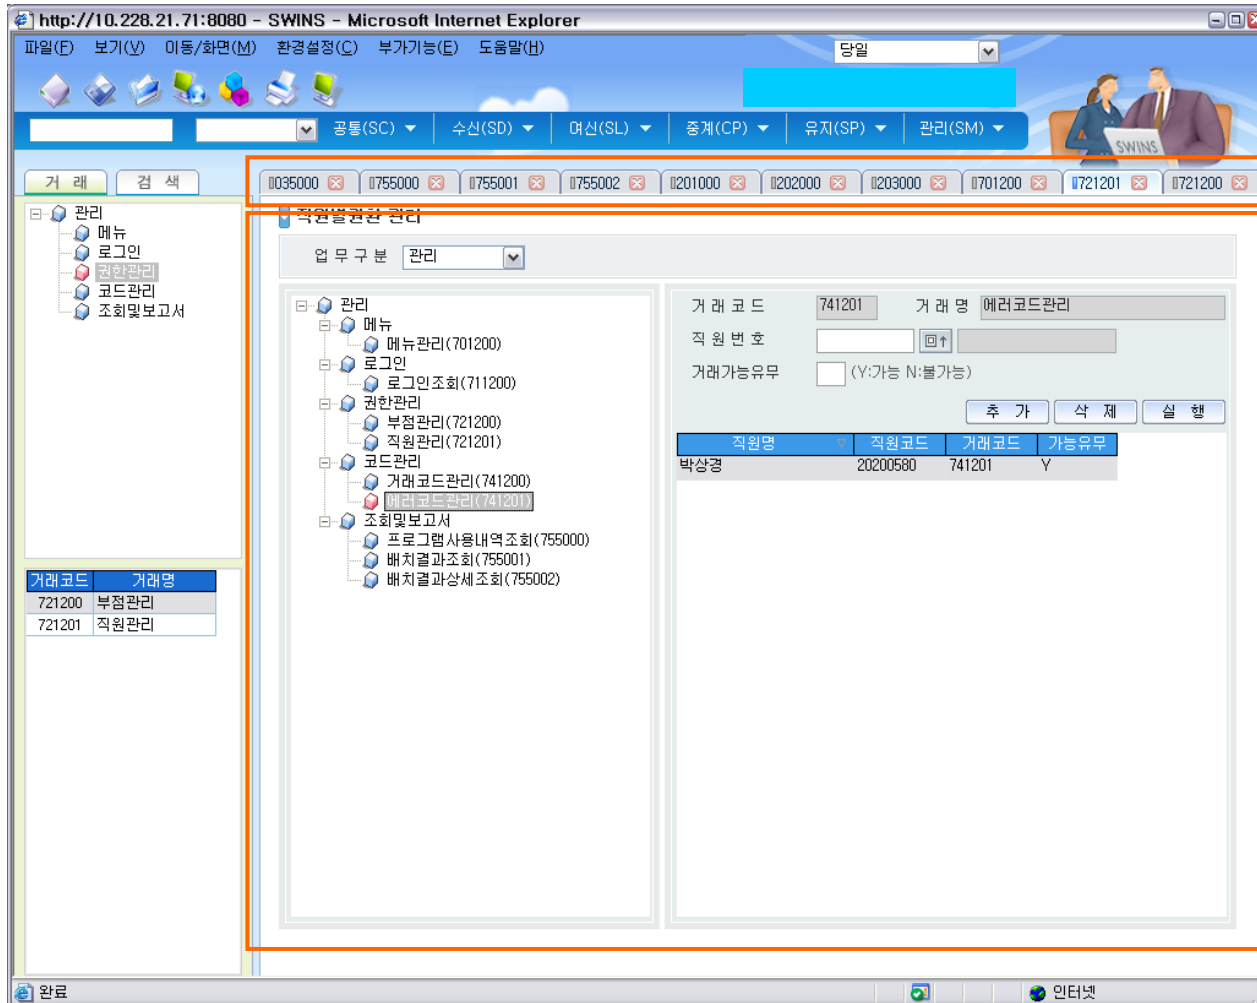 http://10.228.21.71:8080 - SWINS - Microsoft Internet Explorer
파일(F) 보기(V) 이동/화면(M) 환경설정(C) 부가기능(E) 도움말(H)
당일
공통(SC) 수신(SD) 여신(SL) 중계(CP) 유지(SP) 관리(SM)
SWINS
거 래 검 색
035000 755000 755001 755002 201000 202000 203000 701200 721201 721200
관리
메뉴
로그인
권한관리
코드관리
조회및보고서
거래코드 거래명
721200 부점관리
721201 직원관리
직원별권한 관리
업 무 구 분 관리
관리
메뉴
메뉴관리(701200)
로그인
로그인조회(711200)
권한관리
부점관리(721200)
직원관리(721201)
코드관리
거래코드관리(741200)
에러코드관리(741201)
조회및보고서
프로그램사용내역조회(755000)
배치결과조회(755001)
배치결과상세조회(755002)
거 래 코 드 741201 거 래 명 에러코드관리
직 원 번 호
거래가능유무 (Y:가능 N:불가능)
추 가 삭 제 실 행
직원명 직원코드 거래코드 가능유무
박상경 20200580 741201 Y
완료 인터넷